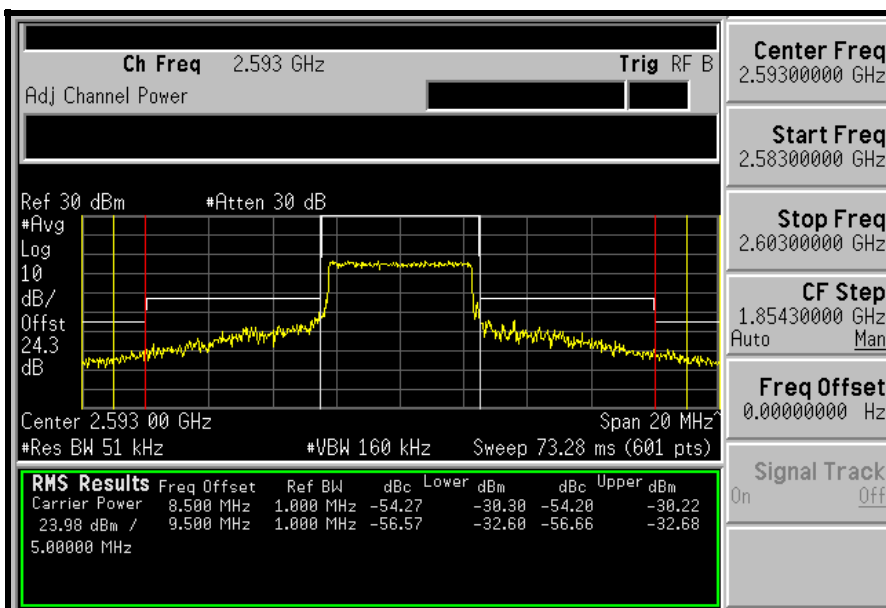 Ch Freq 2.593 GHz Trig RF B
Adj Channel Power
Ref 30 dBm #Atten 30 dB
#Avg
Log
10
dB/
Offst
24.3
dB
Center 2.593 00 GHz Span 20 MHz^
#Res BW 51 kHz #VBW 160 kHz Sweep 73.28 ms (601 pts)
RMS Results Freq Offset Ref BW dBc Lower dBm dBc Upper dBm
Carrier Power 8.500 MHz 1.000 MHz -54.27 -30.30 -54.20 -30.22
23.98 dBm / 9.500 MHz 1.000 MHz -56.57 -32.60 -56.66 -32.68
5.00000 MHz
Center Freq
2.59300000 GHz
Start Freq
2.58300000 GHz
Stop Freq
2.60300000 GHz
CF Step
1.85430000 GHz
Auto Man
Freq Offset
0.00000000 Hz
Signal Track
On Off